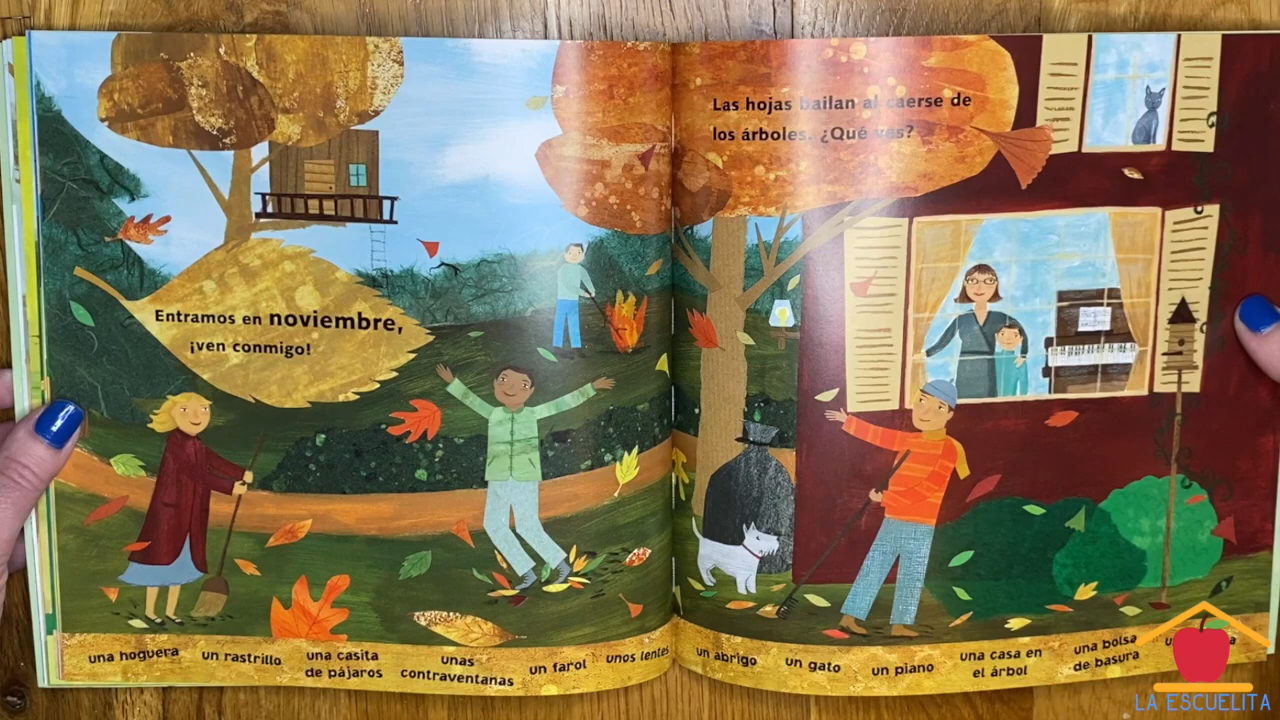 Entramos en noviembre,
¡ven conmigo!
Las hojas bailan al caerse de
los árboles. ¿Qué ves?
una hoguera
un rastrillo
una casita
de pájaros
unas
contraventanas
un farol
unos lentes
un abrigo
un gato
un piano
una casa en
el árbol
una bolsa
de basura
LA ESCUELITA